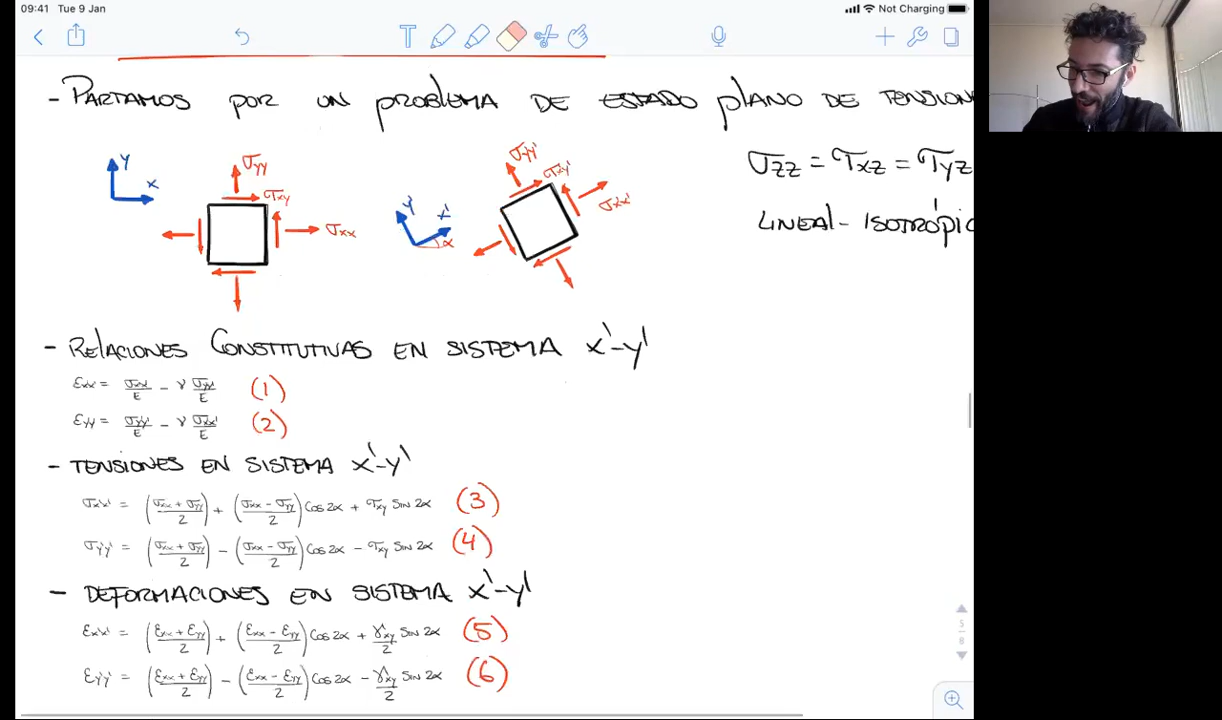 09:41 Tue 9 Jan
Not Charging
T
- PARTAMOS POR UN PROBLEMA DE ESTADO PLANO DE TENSION
Y
X
σyy
τxy
σxx
Y'
X'
α
σy'y'
τxy'
σx'x'
σzz = τxz = τyz
LINEAL - ISOTRÓPIC
- RELACIONES CONSTITUTIVAS EN SISTEMA x'-y'
εx'x' = σx'x'/E - ν σy'y'/E (1)
εy'y' = σy'y'/E - ν σx'x'/E (2)
- TENSIONES EN SISTEMA x'-y'
σx'x' = (σxx + σyy / 2) + (σxx - σyy / 2) Cos 2α + τxy Sin 2α (3)
σy'y' = (σxx + σyy / 2) - (σxx - σyy / 2) Cos 2α - τxy Sin 2α (4)
- DEFORMACIONES EN SISTEMA x'-y'
εx'x' = (εxx + εyy / 2) + (εxx - εyy / 2) Cos 2α + γxy/2 Sin 2α (5)
εy'y' = (εxx + εyy / 2) - (εxx - εyy / 2) Cos 2α - γxy/2 Sin 2α (6)
5
8